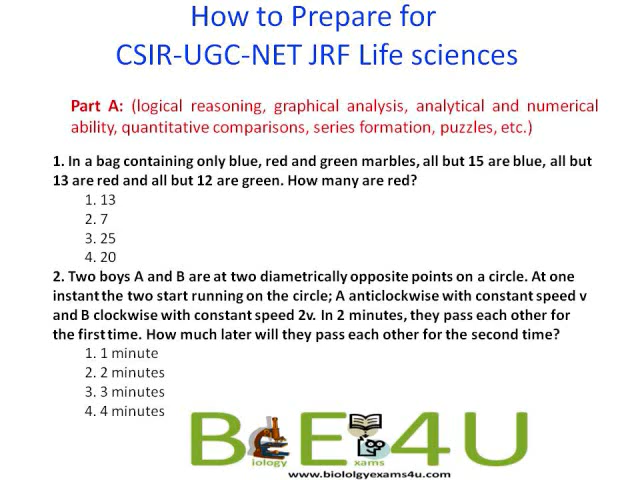 How to Prepare for
CSIR-UGC-NET JRF Life sciences
Part A: (logical reasoning, graphical analysis, analytical and numerical
ability, quantitative comparisons, series formation, puzzles, etc.)
1. In a bag containing only blue, red and green marbles, all but 15 are blue, all but
13 are red and all but 12 are green. How many are red?
1. 13
2. 7
3. 25
4. 20
2. Two boys A and B are at two diametrically opposite points on a circle. At one
instant the two start running on the circle; A anticlockwise with constant speed v
and B clockwise with constant speed 2v. In 2 minutes, they pass each other for
the first time. How much later will they pass each other for the second time?
1. 1 minute
2. 2 minutes
3. 3 minutes
4. 4 minutes
B E 4 U
iology xams
www.biololgyexams4u.com